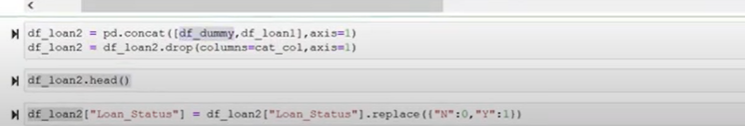 df_loan2 = pd.concat([df_dummy,df_loan1],axis=1)
df_loan2 = df_loan2.drop(columns=cat_col,axis=1)
df_loan2.head()
df_loan2["Loan_Status"] = df_loan2["Loan_Status"].replace({"N":0,"Y":1})